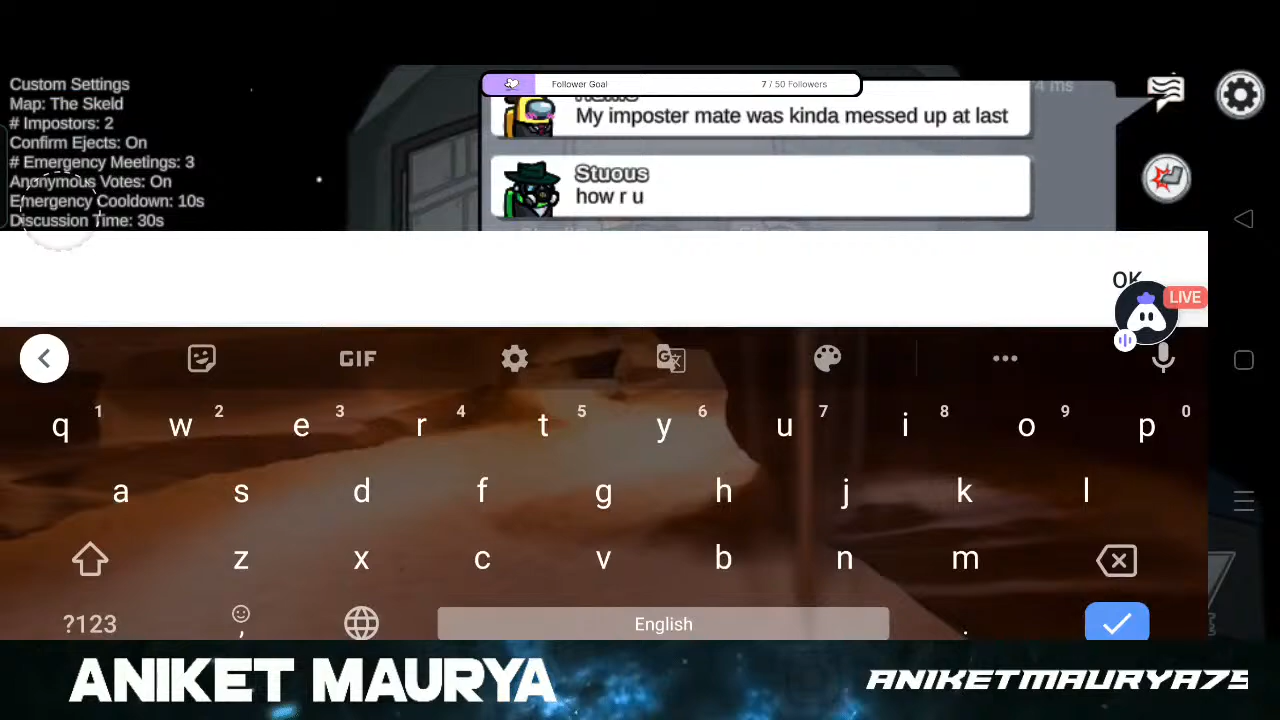 Custom Settings
Map: The Skeld
# Impostors: 2
Confirm Ejects: On
# Emergency Meetings: 3
Anonymous Votes: On
Emergency Cooldown: 10s
Discussion Time: 30s
Follower Goal 7 / 50 Followers
4 ms
My imposter mate was kinda messed up at last
Stuous
how r u
OK
LIVE
GIF
q 1 w 2 e 3 r 4 t 5 y 6 u 7 i 8 o 9 p 0
a s d f g h j k l
z x c v b n m
?123 , English .
ANIKET MAURYA
ANIKETMAURYA75